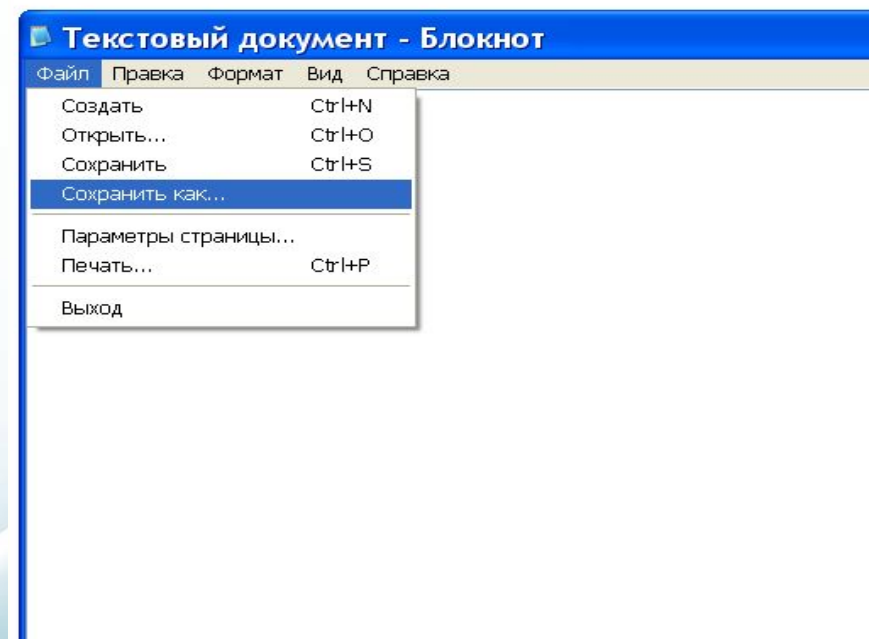 Текстовый документ - Блокнот
Файл Правка Формат Вид Справка
Создать Ctrl+N
Открыть... Ctrl+O
Сохранить Ctrl+S
Сохранить как...
Параметры страницы...
Печать... Ctrl+P
Выход